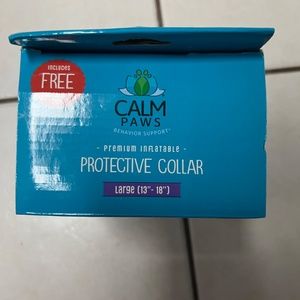 INCLUDES
FREE
CALM
PAWS
BEHAVIOR SUPPORT
- PREMIUM INFLATABLE -
PROTECTIVE COLLAR
Large (13"- 18")